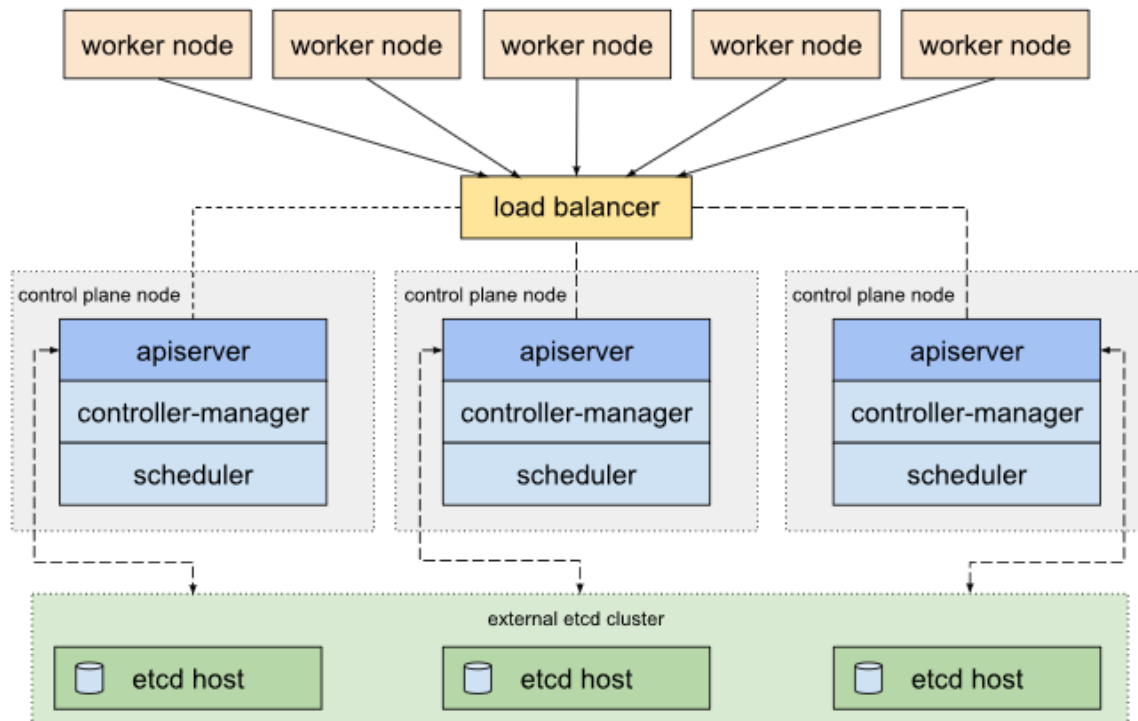 worker node
worker node
worker node
worker node
worker node
load balancer
control plane node
control plane node
control plane node
apiserver
apiserver
apiserver
controller-manager
controller-manager
controller-manager
scheduler
scheduler
scheduler
external etcd cluster
etcd host
etcd host
etcd host